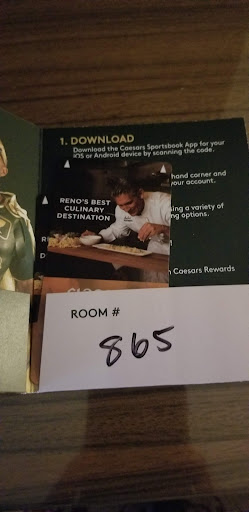 1. DOWNLOAD
Download the Caesars Sportsbook App for your
iOS or Android device by scanning the code.
hand corner and
your account.
RENO'S BEST
CULINARY
DESTINATION
using a variety of
ng options.
R
D
Caesars Rewards
ROOM #
865